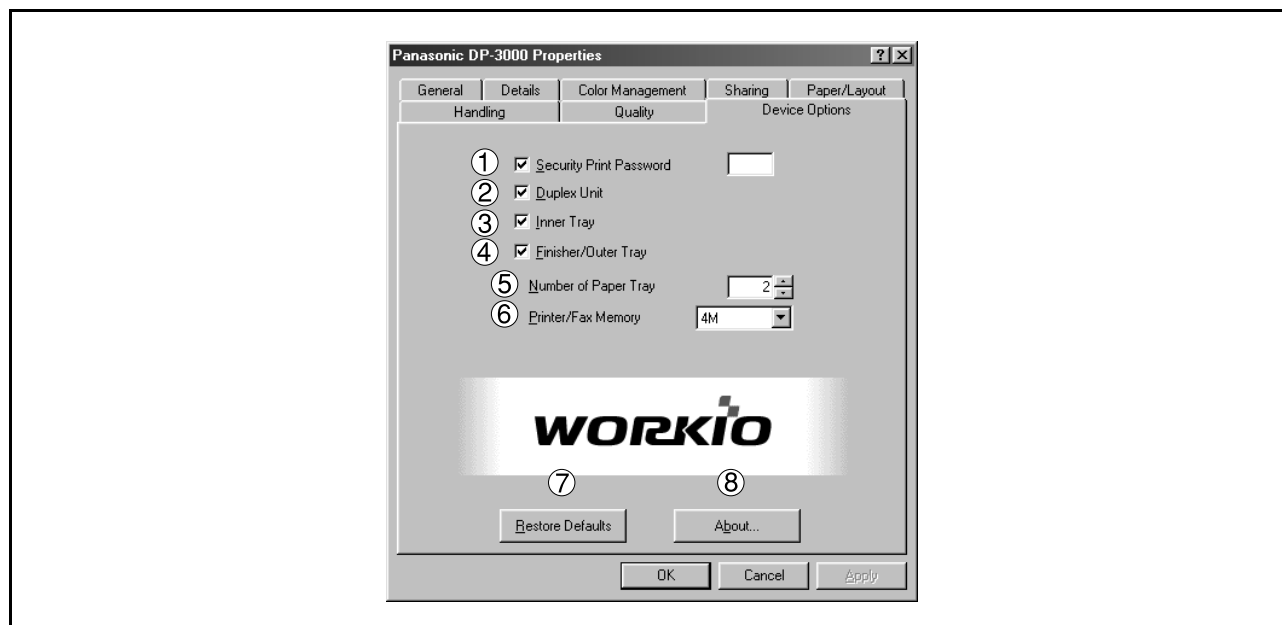 Panasonic DP-3000 Properties
General Details Color Management Sharing Paper/Layout
Handling Quality Device Options
① Security Print Password
② Duplex Unit
③ Inner Tray
④ Finisher/Outer Tray
⑤ Number of Paper Tray 2
⑥ Printer/Fax Memory 4M
WORKiO
⑦ ⑧
Restore Defaults About...
OK Cancel Apply